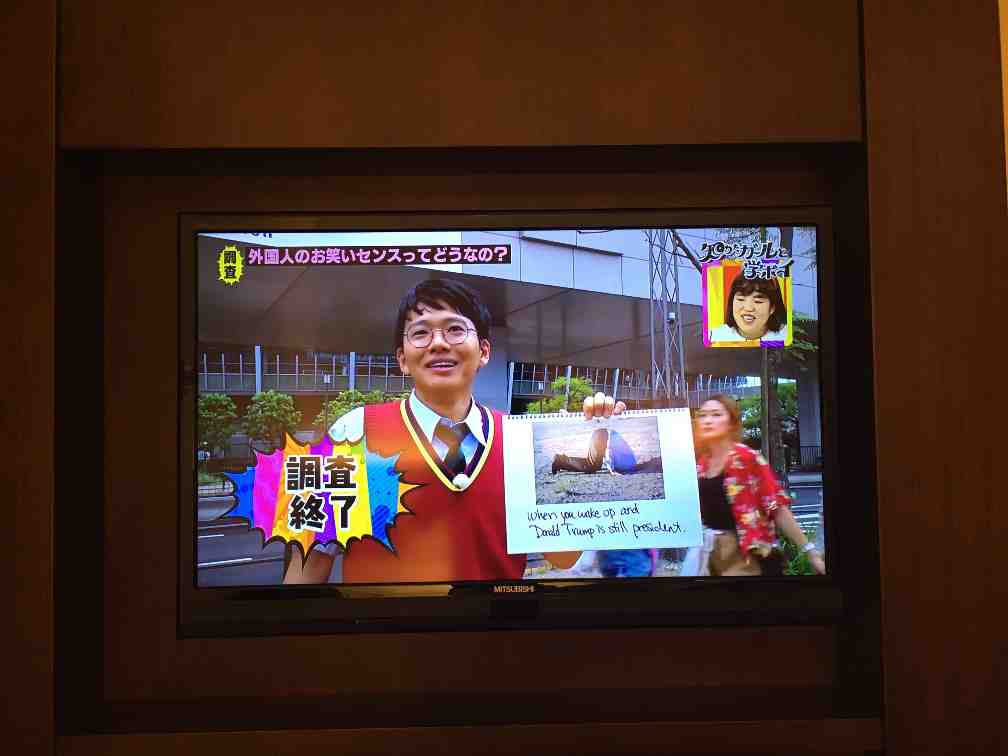 調査
外国人のお笑いセンスってどうなの?
調査
終了
When you wake up and
Donald Trump is still president.
MITSUBISHI